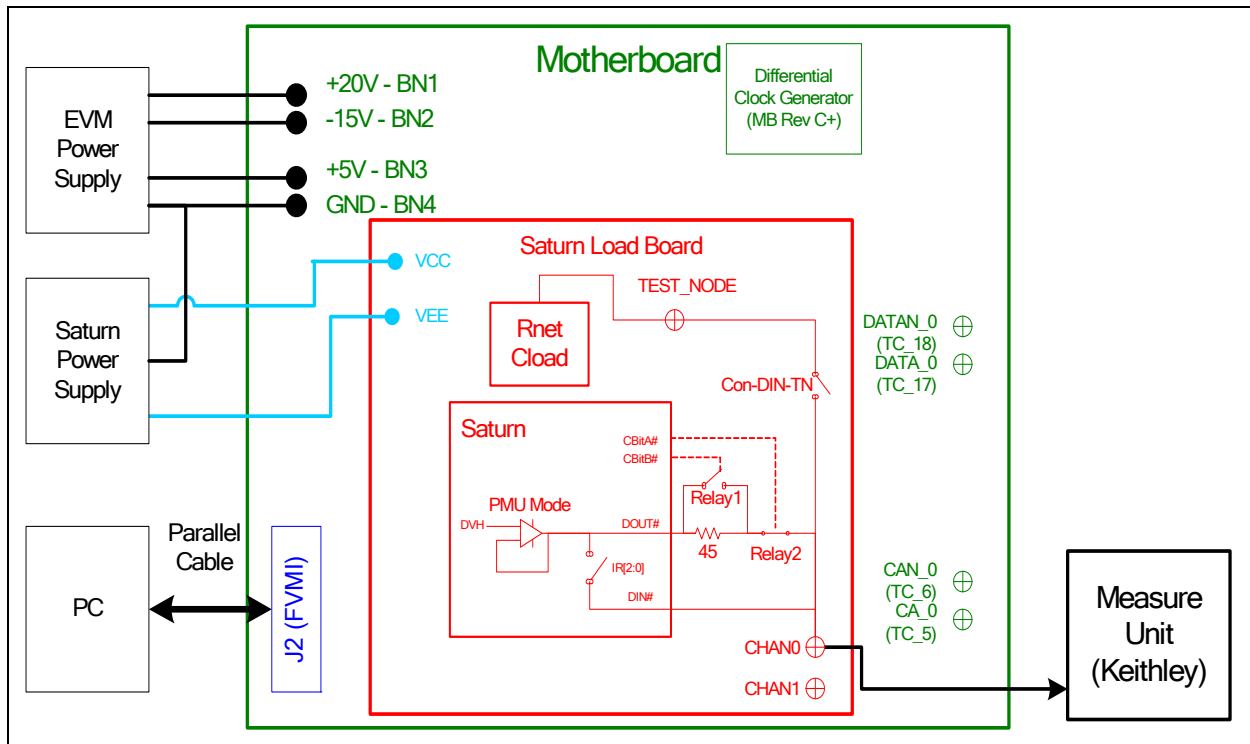 Motherboard
Differential
Clock Generator
(MB Rev C+)
EVM
Power
Supply
+20V - BN1
-15V - BN2
+5V - BN3
GND - BN4
Saturn
Power
Supply
VCC
VEE
Saturn Load Board
TEST_NODE
Rnet
Cload
Con-DIN-TN
DATAN_0
(TC_18)
DATA_0
(TC_17)
Saturn
CBitA#
CBitB#
Relay1
PMU Mode
DVH
DOUT#
45
Relay2
IR[2:0]
DIN#
PC
Parallel
Cable
J2 (FVMI)
CAN_0
(TC_6)
CA_0
(TC_5)
CHAN0
CHAN1
Measure
Unit
(Keithley)